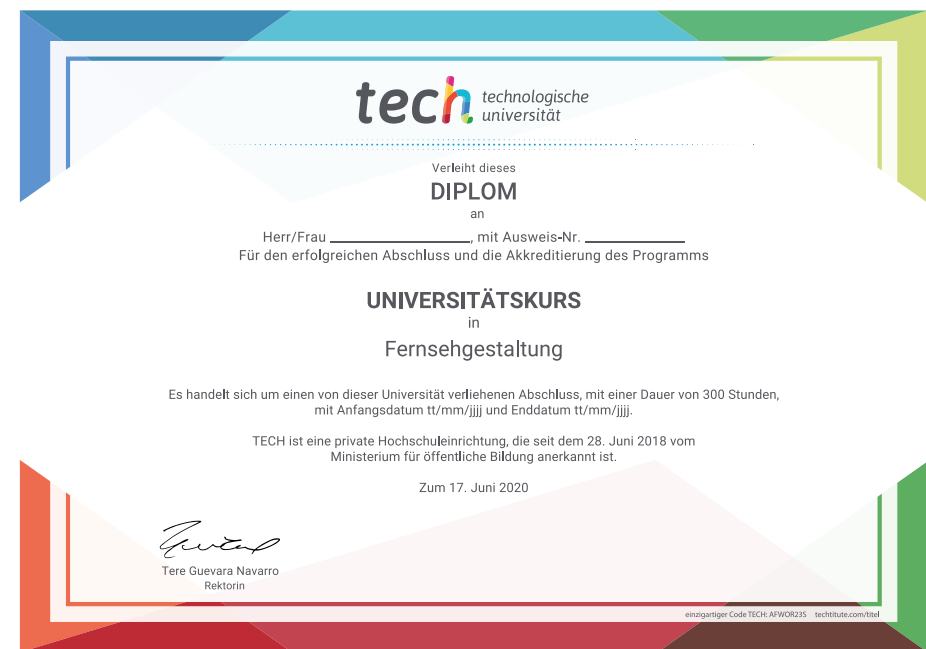 tech technologische
universität
Verleiht dieses
DIPLOM
an
Herr/Frau ____________________, mit Ausweis-Nr. ______________
Für den erfolgreichen Abschluss und die Akkreditierung des Programms
UNIVERSITÄTSKURS
in
Fernsehgestaltung
Es handelt sich um einen von dieser Universität verliehenen Abschluss, mit einer Dauer von 300 Stunden,
mit Anfangsdatum tt/mm/jjjj und Enddatum tt/mm/jjjj.
TECH ist eine private Hochschuleinrichtung, die seit dem 28. Juni 2018 vom
Ministerium für öffentliche Bildung anerkannt ist.
Zum 17. Juni 2020
Tere Guevara Navarro
Rektorin
einzigartiger Code TECH: AFWOR23S techtitute.com/titel